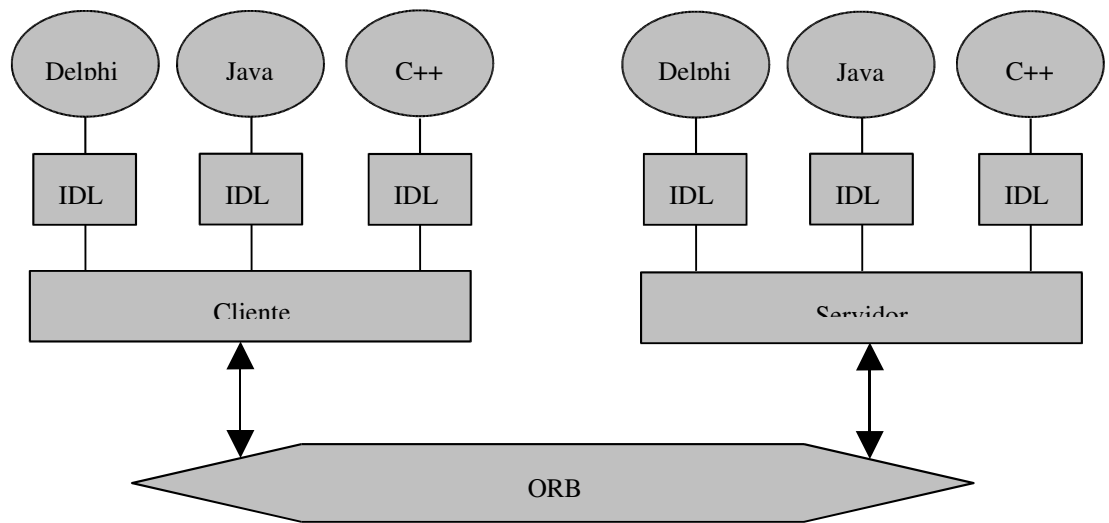 Delphi
Java
C++
Delphi
Java
C++
IDL
IDL
IDL
IDL
IDL
IDL
Cliente
Servidor
ORB